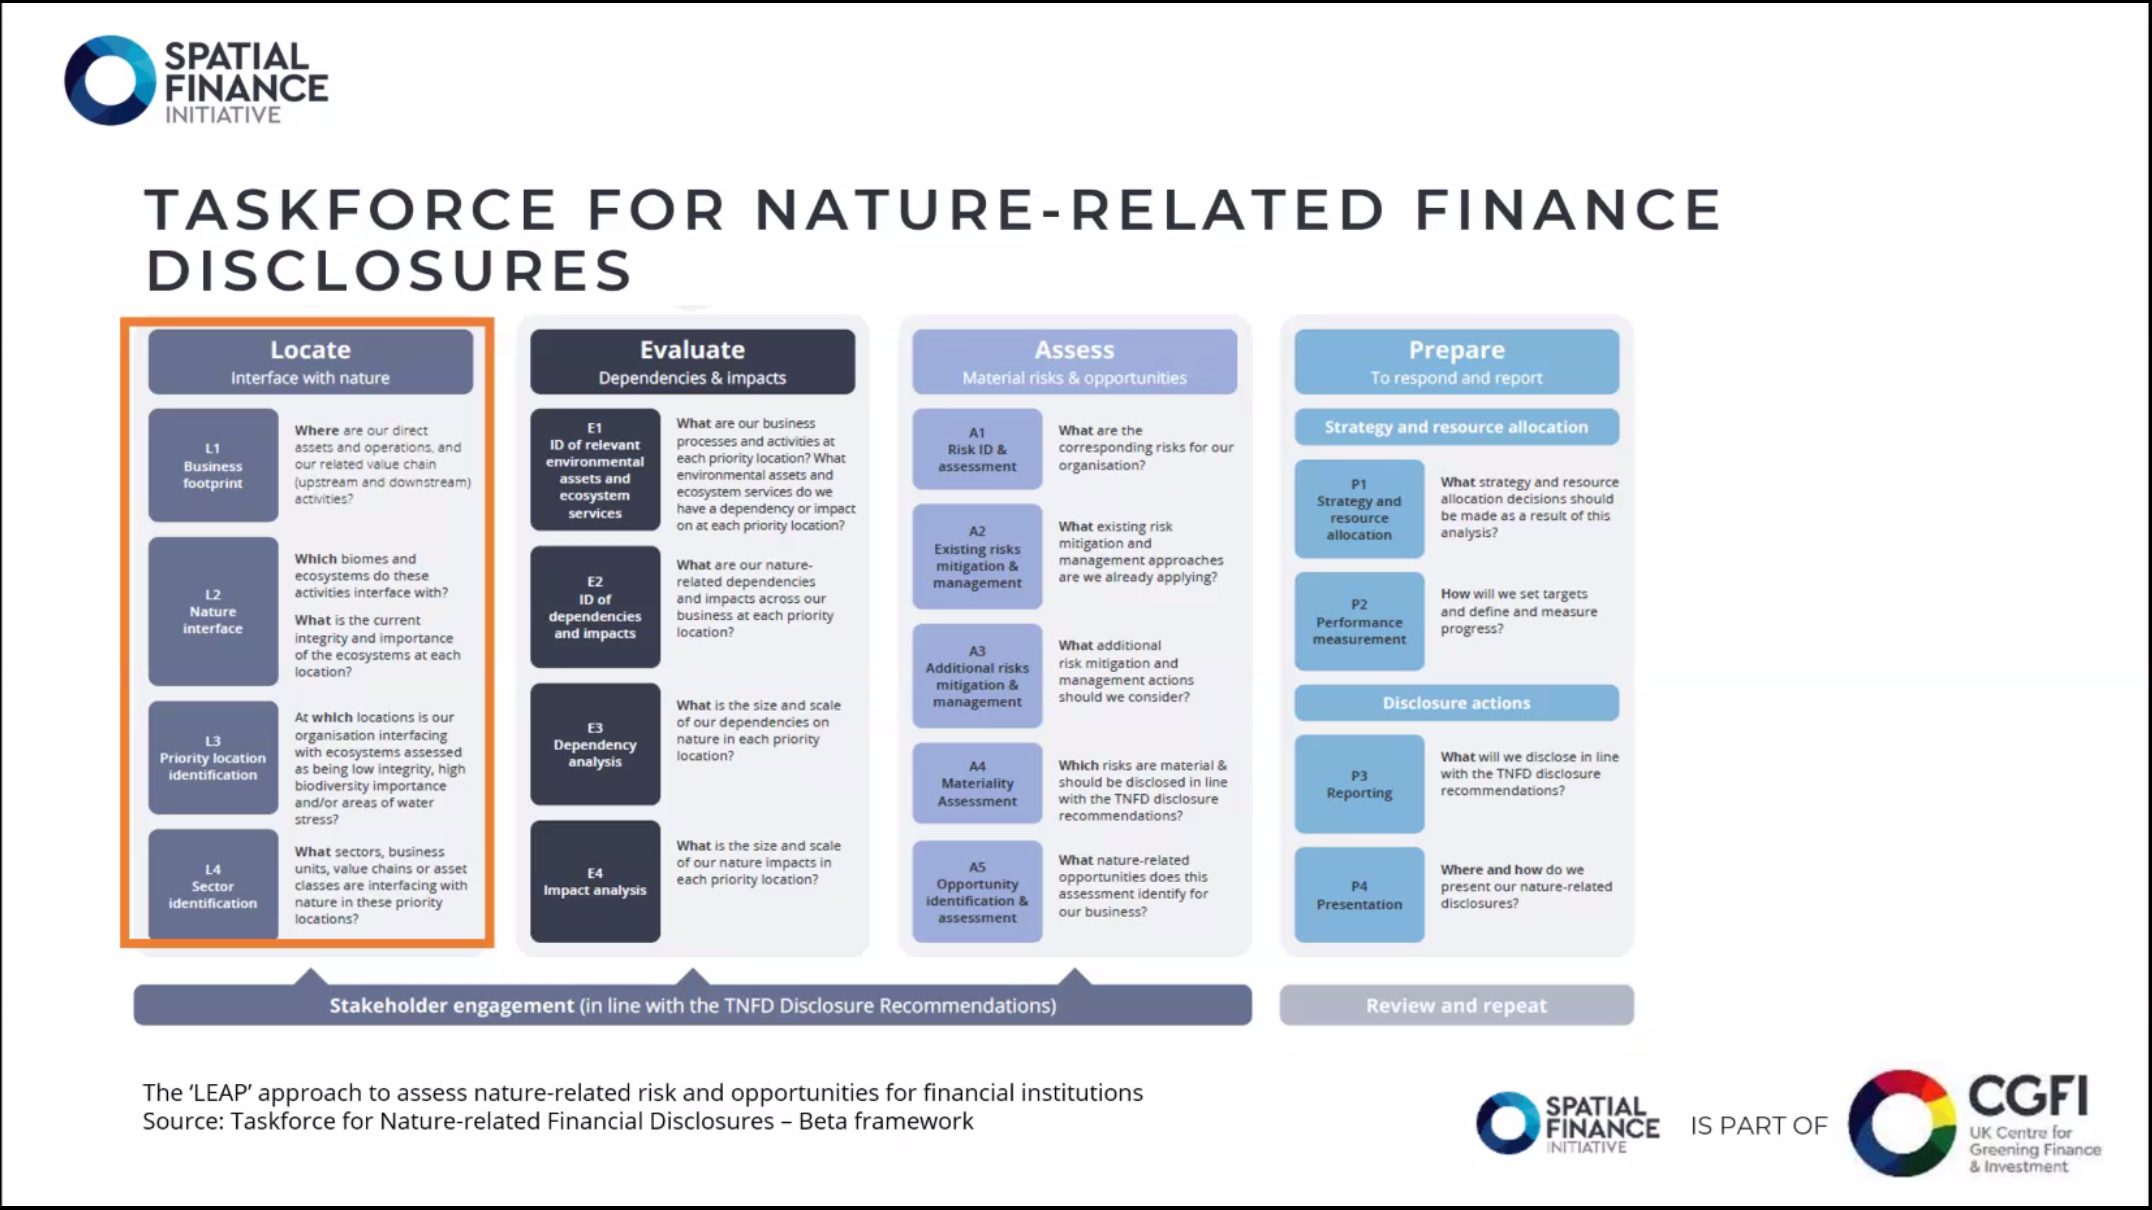 SPATIAL
FINANCE
INITIATIVE
TASKFORCE FOR NATURE-RELATED FINANCE
DISCLOSURES
Locate
Interface with nature
L1
Business
footprint
Where are our direct
assets and operations, and
our related value chain
(upstream and downstream)
activities?
L2
Nature
interface
Which biomes and
ecosystems do these
activities interface with?
What is the current
integrity and importance
of the ecosystems at each
location?
L3
Priority location
identification
At which locations is our
organisation interfacing
with ecosystems assessed
as being low integrity, high
biodiversity importance
and/or areas of water
stress?
L4
Sector
identification
What sectors, business
units, value chains or asset
classes are interfacing with
nature in these priority
locations?
Evaluate
Dependencies & impacts
E1
ID of relevant
environmental
assets and
ecosystem
services
What are our business
processes and activities at
each priority location? What
environmental assets and
ecosystem services do we
have a dependency or impact
on at each priority location?
E2
ID of
dependencies
and impacts
What are our nature-
related dependencies
and impacts across our
business at each priority
location?
E3
Dependency
analysis
What is the size and scale
of our dependencies on
nature in each priority
location?
E4
Impact analysis
What is the size and scale
of our nature impacts in
each priority location?
Assess
Material risks & opportunities
A1
Risk ID &
assessment
What are the
corresponding risks for our
organisation?
A2
Existing risks
mitigation &
management
What existing risk
mitigation and
management approaches
are we already applying?
A3
Additional risks
mitigation &
management
What additional
risk mitigation and
management actions
should we consider?
A4
Materiality
Assessment
Which risks are material &
should be disclosed in line
with the TNFD disclosure
recommendations?
A5
Opportunity
identification &
assessment
What nature-related
opportunities does this
assessment identify for
our business?
Prepare
To respond and report
Strategy and resource allocation
P1
Strategy and
resource
allocation
What strategy and resource
allocation decisions should
be made as a result of this
analysis?
P2
Performance
measurement
How will we set targets
and define and measure
progress?
Disclosure actions
P3
Reporting
What will we disclose in line
with the TNFD disclosure
recommendations?
P4
Presentation
Where and how do we
present our nature-related
disclosures?
Stakeholder engagement (in line with the TNFD Disclosure Recommendations)
Review and repeat
The ‘LEAP’ approach to assess nature-related risk and opportunities for financial institutions
Source: Taskforce for Nature-related Financial Disclosures – Beta framework
SPATIAL
FINANCE
INITIATIVE
IS PART OF
CGFI
UK Centre for
Greening Finance
& Investment